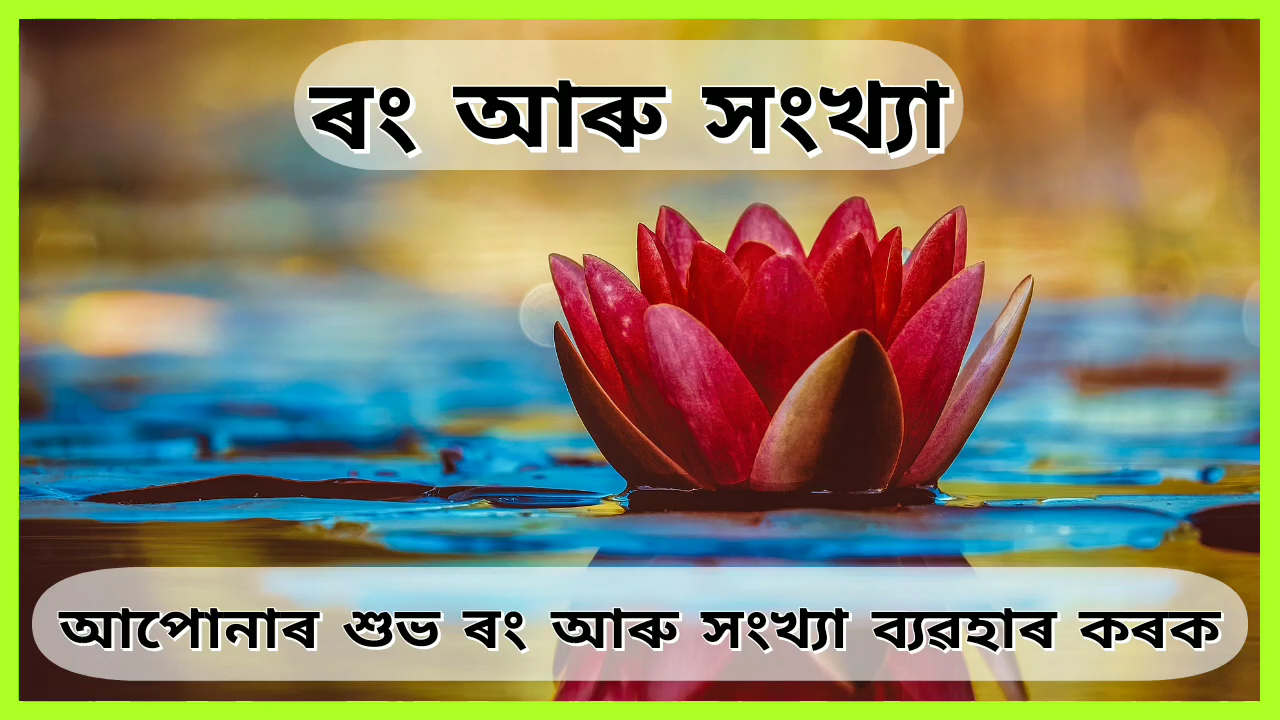 ৰং আৰু সংখ্যা
আপোনাৰ শুভ ৰং আৰু সংখ্যা ব্যৱহাৰ কৰক